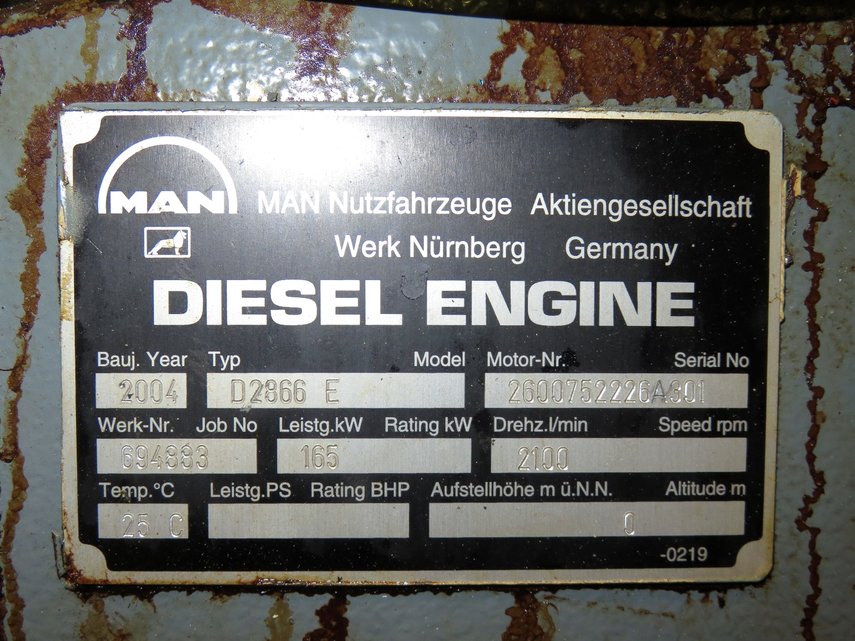 MAN
MAN Nutzfahrzeuge Aktiengesellschaft
Werk Nürnberg Germany
DIESEL ENGINE
Bauj. Year Typ Model Motor-Nr. Serial No
2004 D2866 E 2600752226A301
Werk-Nr. Job No Leistg.kW Rating kW Drehz.l/min Speed rpm
694883 165 2100
Temp.°C Leistg.PS Rating BHP Aufstellhöhe m ü.N.N. Altitude m
25 C 0
-0219